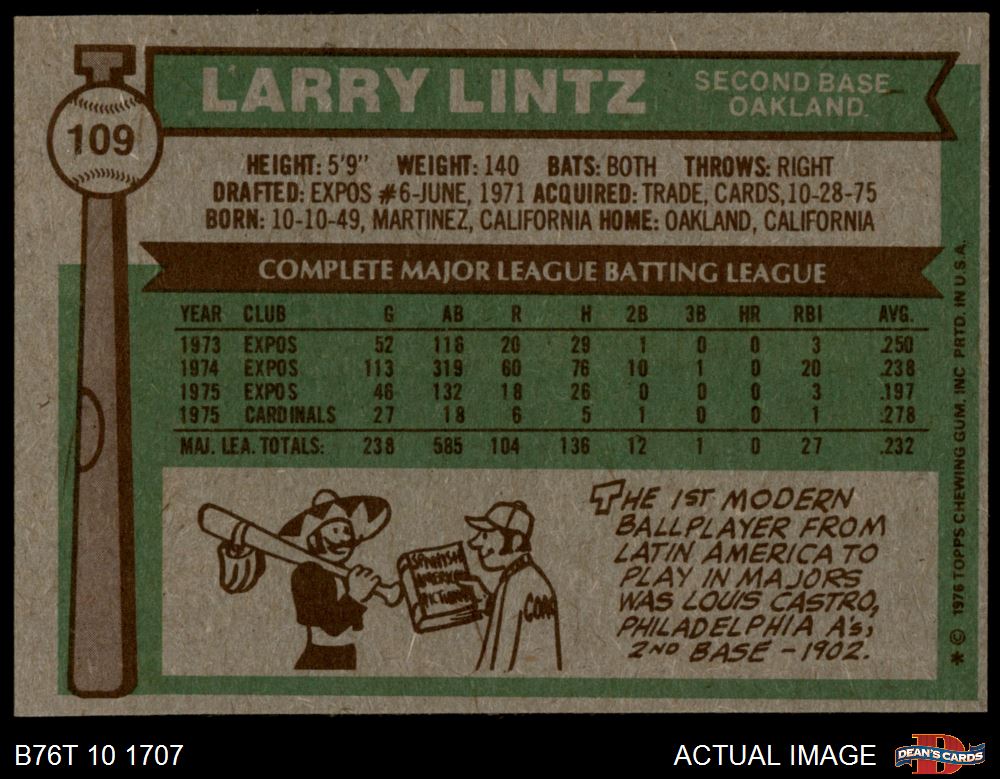 LARRY LINTZ
SECOND BASE
OAKLAND
109
HEIGHT: 5'9" WEIGHT: 140 BATS: BOTH THROWS: RIGHT
DRAFTED: EXPOS #6-JUNE, 1971 ACQUIRED: TRADE, CARDS, 10-28-75
BORN: 10-10-49, MARTINEZ, CALIFORNIA HOME: OAKLAND, CALIFORNIA
COMPLETE MAJOR LEAGUE BATTING LEAGUE
YEAR CLUB G AB R H 2B 3B HR RBI AVG.
1973 EXPOS 52 116 20 29 1 0 0 3 .250
1974 EXPOS 113 319 60 76 10 1 0 20 .238
1975 EXPOS 46 132 18 26 0 0 0 3 .197
1975 CARDINALS 27 18 6 5 1 0 0 1 .278
MAJ. LEA. TOTALS: 238 585 104 136 12 1 0 27 .232
SPANISH
AMERICAN
THE 1ST MODERN
BALLPLAYER FROM
LATIN AMERICA TO
PLAY IN MAJORS
WAS LOUIS CASTRO,
PHILADELPHIA A's,
2ND BASE - 1902.
* © 1976 TOPPS CHEWING GUM, INC PRTD. IN U.S.A.
B76T 10 1707
ACTUAL IMAGE
DEAN'S CARDS